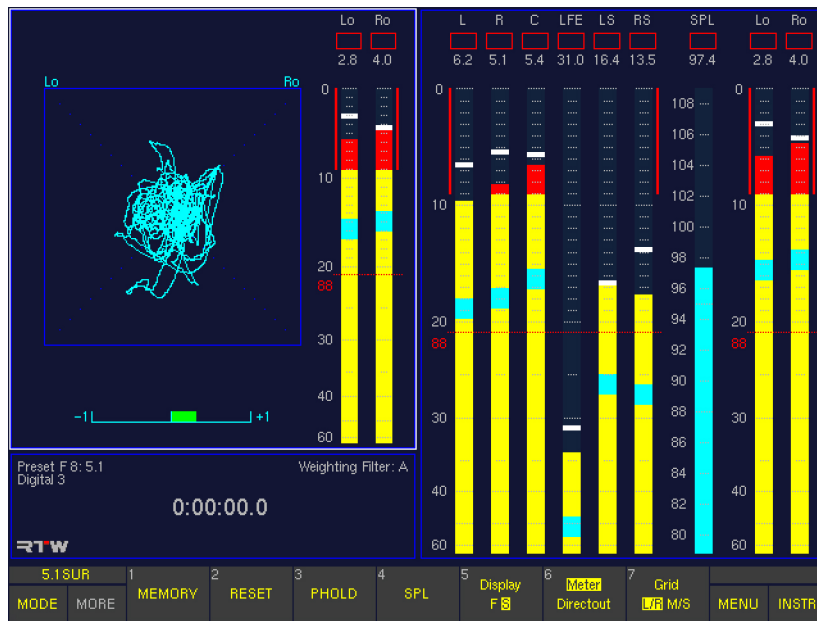 Lo Ro
2.8 4.0
Lo Ro
0
10
20
88
30
40
60
-1 +1
L R C LFE LS RS SPL Lo Ro
6.2 5.1 5.4 31.0 16.4 13.5 97.4 2.8 4.0
0 108 0
106
104
102
10 100 10
98
96
20 94 20
88 92 88
90
30 88 30
86
84
40 82 40
80
60 60
Preset F 8: 5.1 Weighting Filter: A
Digital 3
0:00:00.0
RTW
5.1SUR 1 2 3 4 5 6 7
MEMORY RESET PHOLD SPL Display Meter Grid
MODE MORE F S Directout L/R M/S MENU INSTR